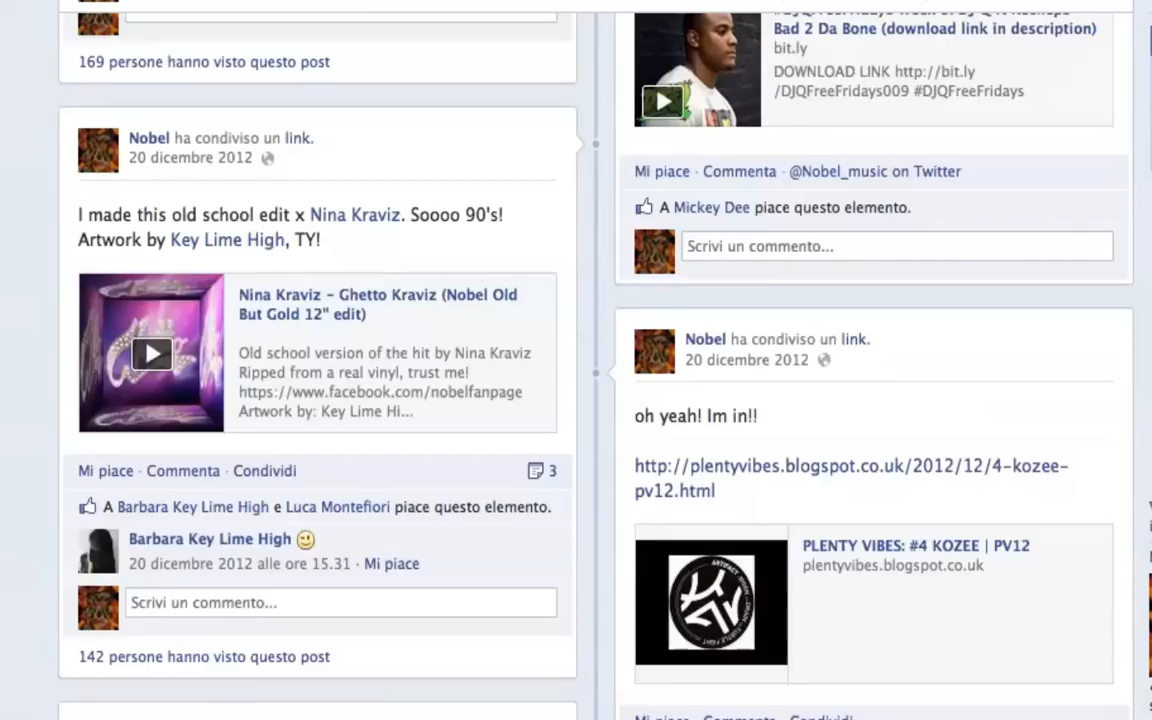 169 persone hanno visto questo post
Nobel ha condiviso un link.
20 dicembre 2012
I made this old school edit x Nina Kraviz. Soooo 90's!
Artwork by Key Lime High, TY!
Nina Kraviz - Ghetto Kraviz (Nobel Old
But Gold 12" edit)
Old school version of the hit by Nina Kraviz
Ripped from a real vinyl, trust me!
https://www.facebook.com/nobelfanpage
Artwork by: Key Lime Hi...
Mi piace · Commenta · Condividi
3
A Barbara Key Lime High e Luca Montefiori piace questo elemento.
Barbara Key Lime High
20 dicembre 2012 alle ore 15.31 · Mi piace
Scrivi un commento...
142 persone hanno visto questo post
Bad 2 Da Bone (download link in description)
bit.ly
DOWNLOAD LINK http://bit.ly
/DJQFreeFridays009 #DJQFreeFridays
Mi piace · Commenta · @Nobel_music on Twitter
A Mickey Dee piace questo elemento.
Scrivi un commento...
Nobel ha condiviso un link.
20 dicembre 2012
oh yeah! Im in!!
http://plentyvibes.blogspot.co.uk/2012/12/4-kozee-
pv12.html
PLENTY VIBES: #4 KOZEE | PV12
plentyvibes.blogspot.co.uk
Mi piace · Commenta · Condividi